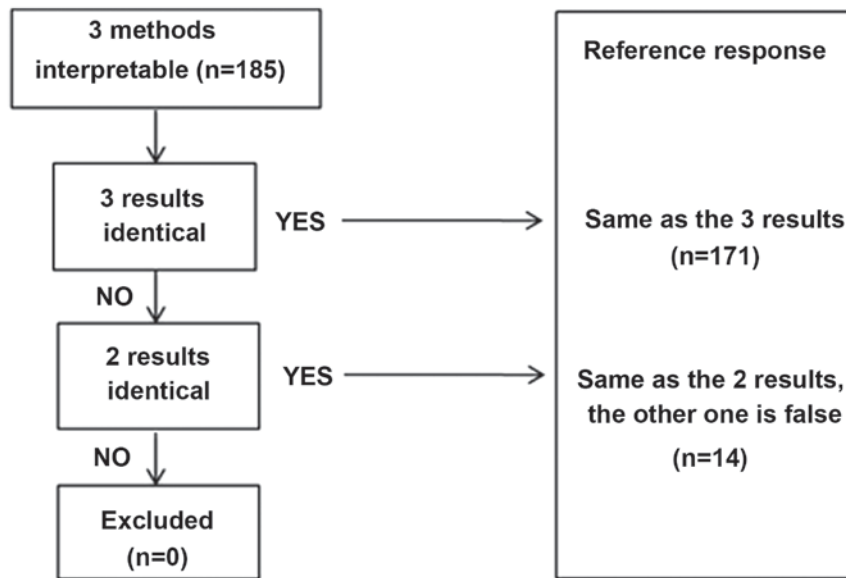 3 methods
interpretable (n=185)
Reference response
3 results
identical
YES
Same as the 3 results
(n=171)
NO
2 results
identical
YES
Same as the 2 results,
the other one is false
(n=14)
NO
Excluded
(n=0)